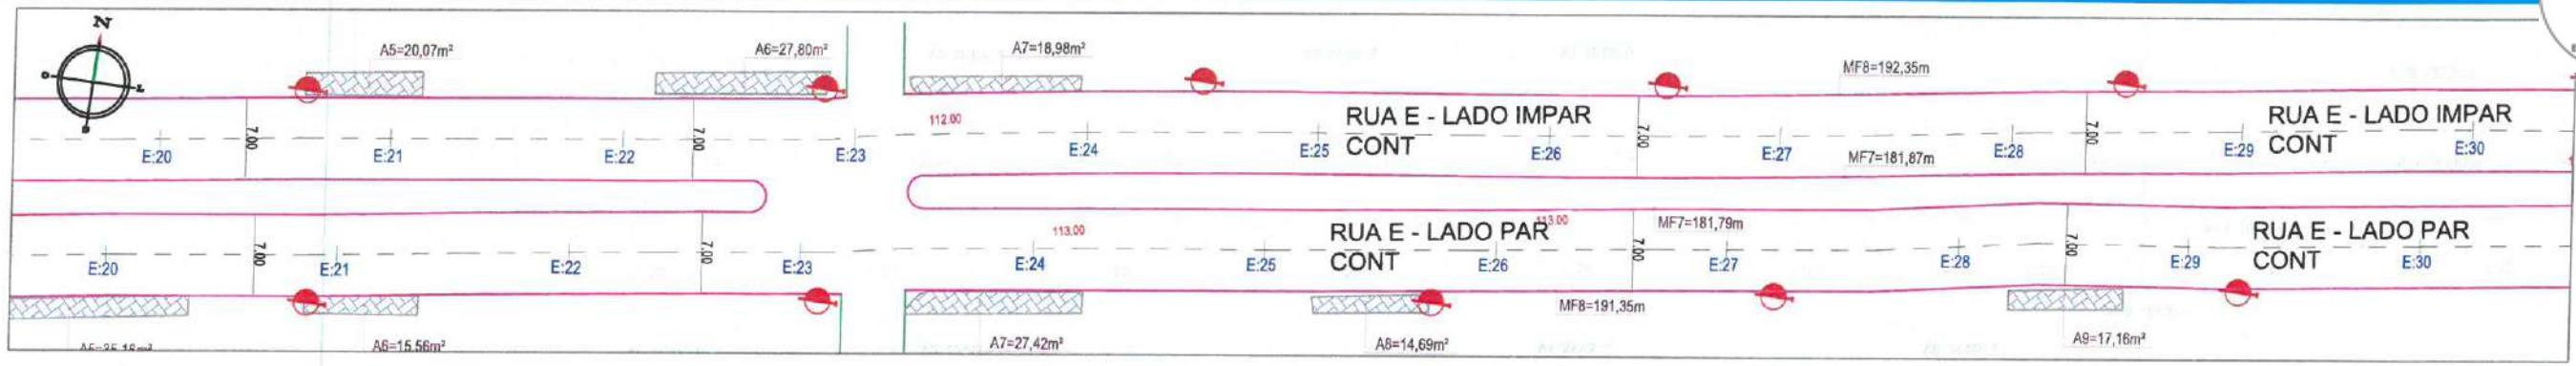 N
O
L
S
A5=20,07m²
A6=27,80m²
A7=18,98m²
MF8=192,35m
7.00
7.00
112.00
RUA E - LADO IMPAR
CONT
7.00
7.00
RUA E - LADO IMPAR
CONT
E:20
E:21
E:22
E:23
E:24
E:25
E:26
E:27
MF7=181,87m
E:28
E:29
E:30
7.00
7.00
113.00
RUA E - LADO PAR
CONT
113.00
7.00
MF7=181,79m
7.00
RUA E - LADO PAR
CONT
E:20
E:21
E:22
E:23
E:24
E:25
E:26
E:27
E:28
E:29
E:30
MF8=191,35m
A6=15,56m²
A7=27,42m²
A8=14,69m²
A9=17,16m²